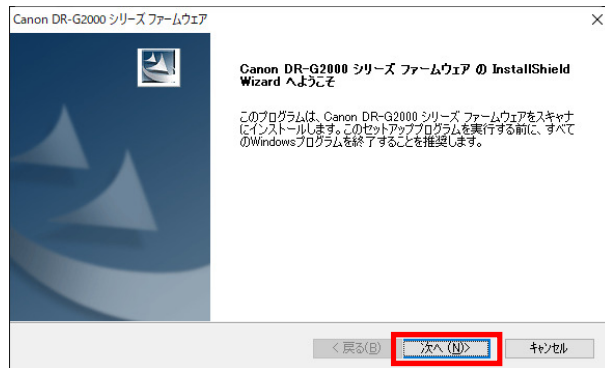 Canon DR-G2000 シリーズ ファームウェア
Canon DR-G2000 シリーズ ファームウェア の InstallShield
Wizard へようこそ
このプログラムは、Canon DR-G2000 シリーズ ファームウェアをスキャナ
にインストールします。このセットアッププログラムを実行する前に、すべて
のWindowsプログラムを終了することを推奨します。
< 戻る(B) 次へ (N)> キャンセル